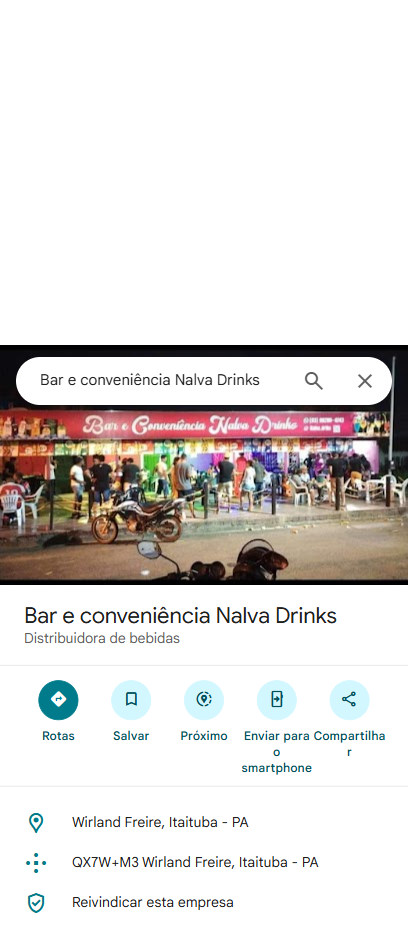 Bar e conveniência Nalva Drinks
Bar e Conveniência Nalva Drinks
Bar e conveniência Nalva Drinks
Distribuidora de bebidas
Rotas
Salvar
Próximo
Enviar para o smartphone
Compartilhar
Wirland Freire, Itaituba - PA
QX7W+M3 Wirland Freire, Itaituba - PA
Reivindicar esta empresa